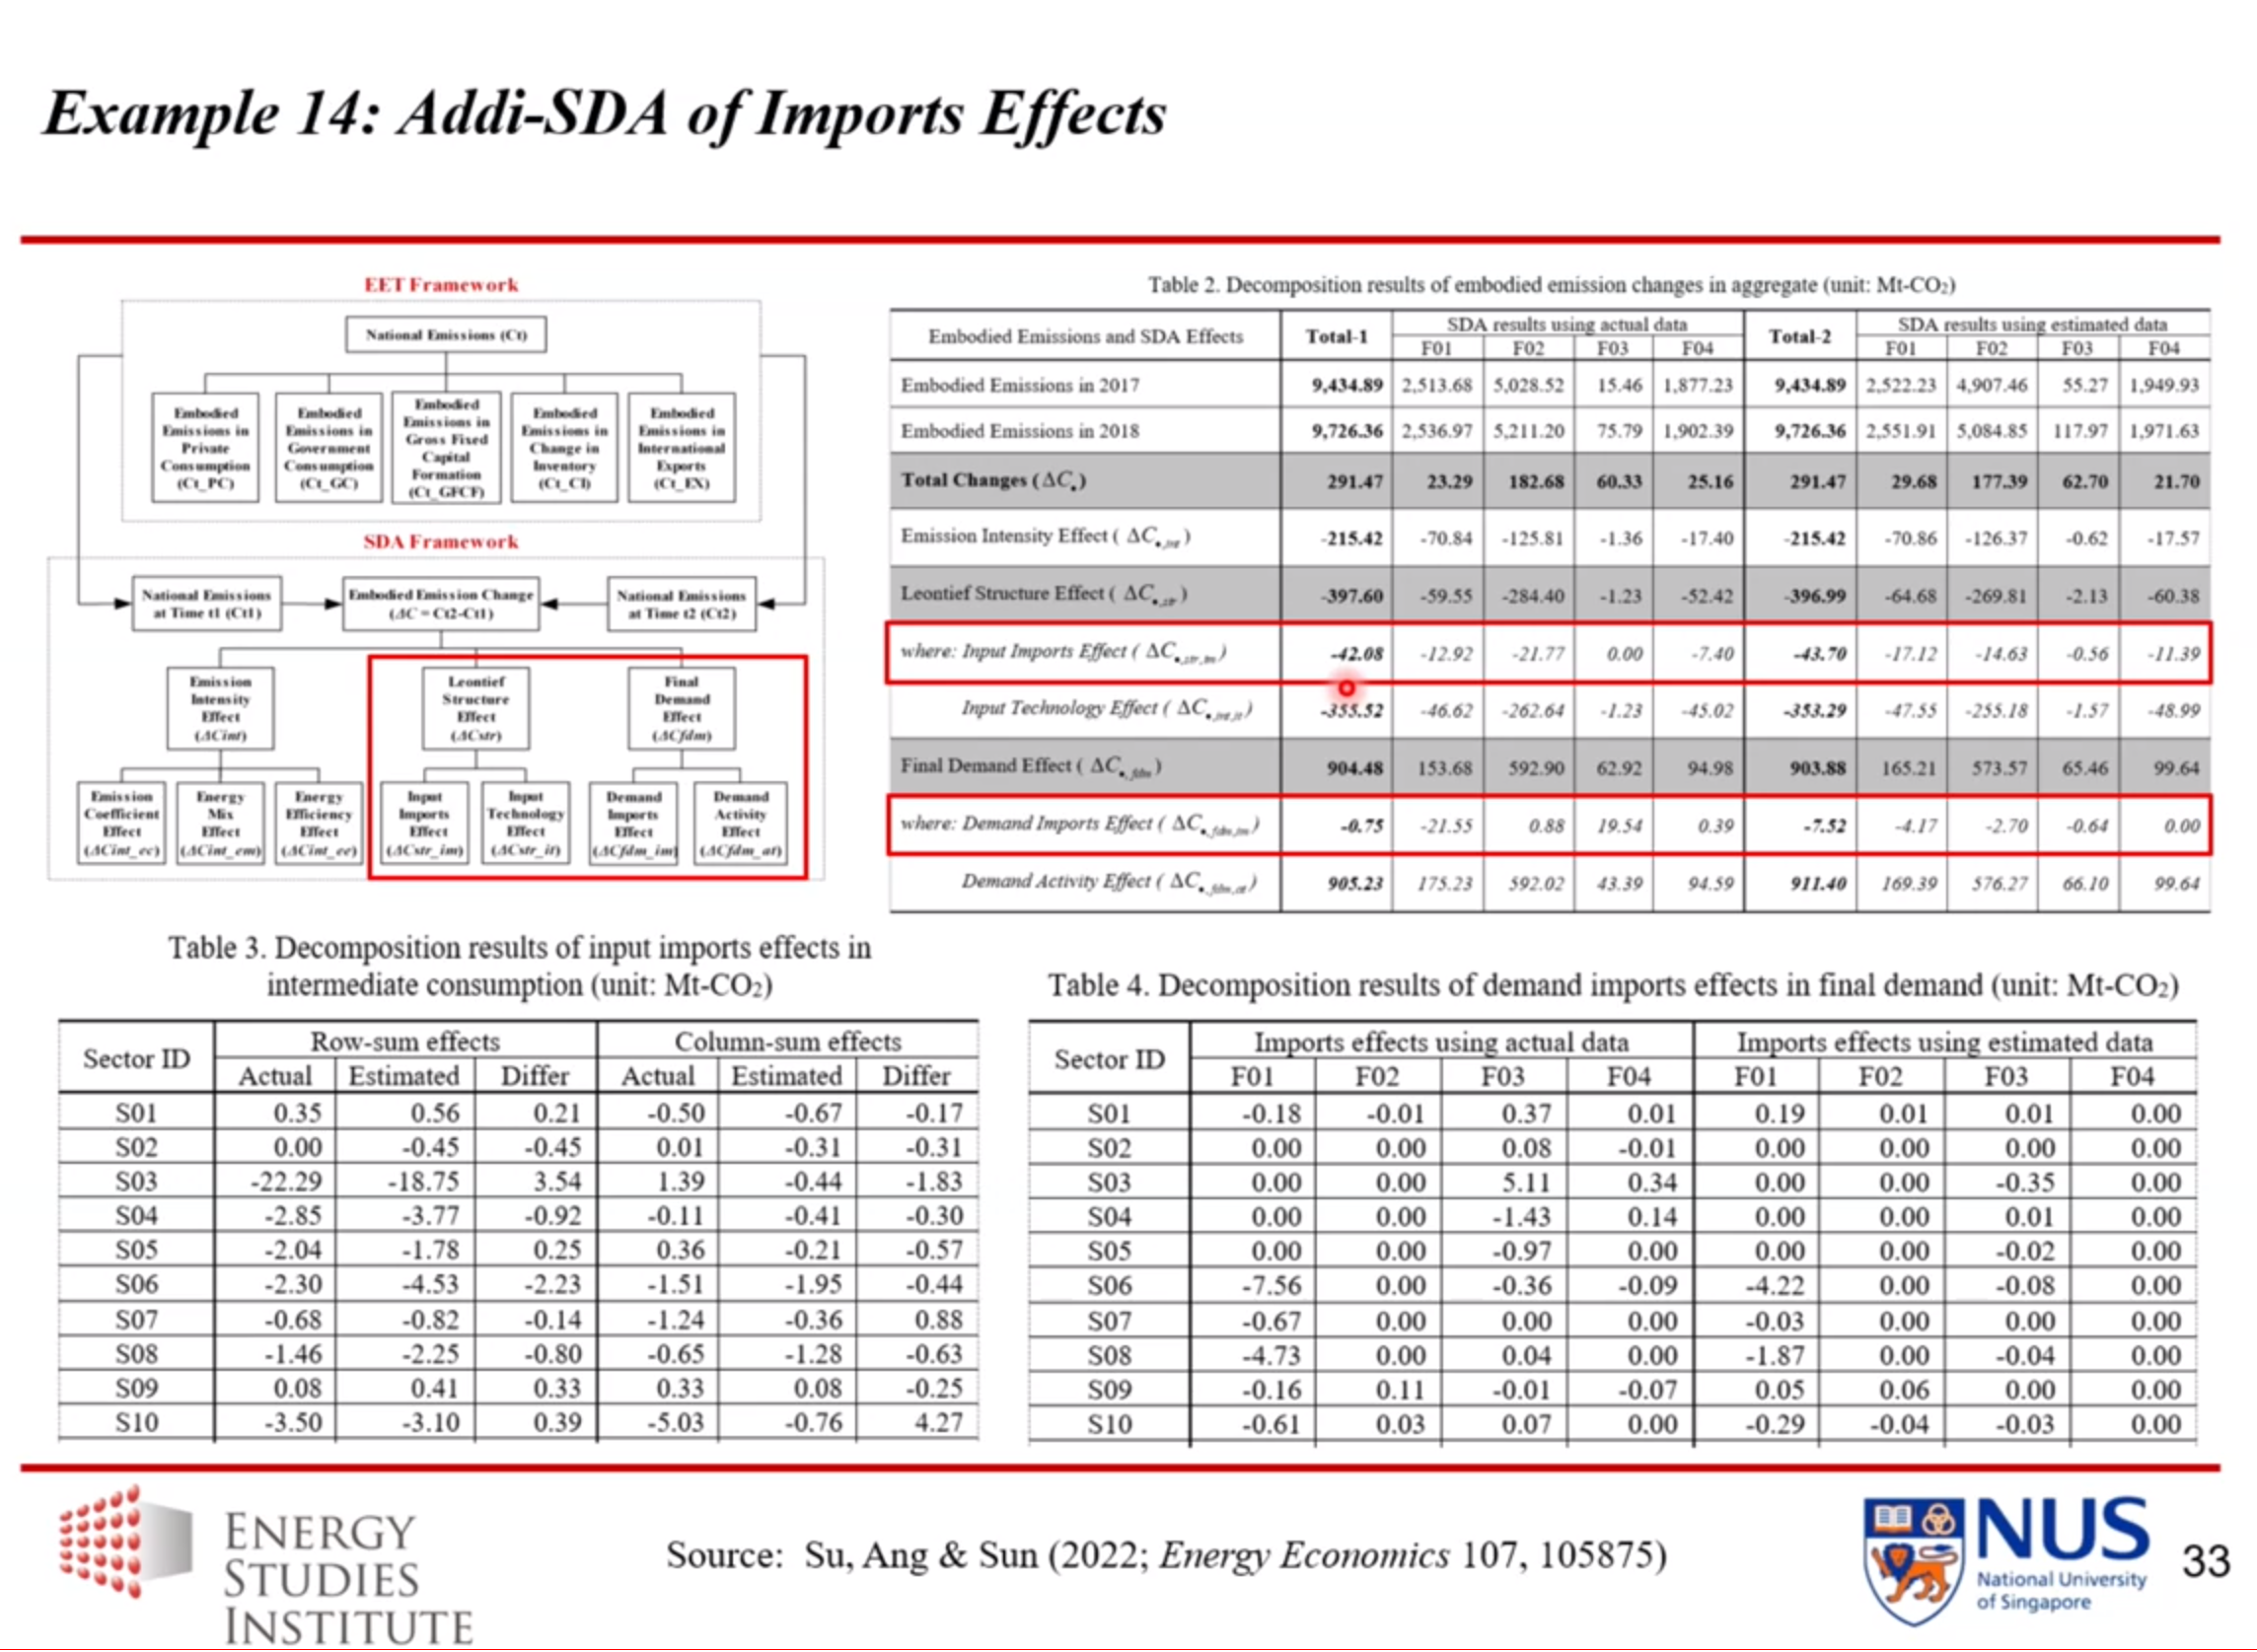 Example 14: Addi-SDA of Imports Effects
EET Framework
National Emissions (Ct)
Embodied
Emissions in
Private
Consumption
(Ct_PC)
Embodied
Emissions in
Government
Consumption
(Ct_GC)
Embodied
Emissions in
Gross Fixed
Capital
Formation
(Ct_GFCF)
Embodied
Emissions in
Change in
Inventory
(Ct_CI)
Embodied
Emissions in
International
Exports
(Ct_EX)
SDA Framework
National Emissions
at Time t1 (Ct1)
Embodied Emission Change
(ΔC = Ct2-Ct1)
National Emissions
at Time t2 (Ct2)
Emission
Intensity
Effect
(ΔCint)
Leontief
Structure
Effect
(ΔCstr)
Final
Demand
Effect
(ΔCfdm)
Emission
Coefficient
Effect
(ΔCint_ec)
Energy
Mix
Effect
(ΔCint_em)
Energy
Efficiency
Effect
(ΔCint_ee)
Input
Imports
Effect
(ΔCstr_im)
Input
Technology
Effect
(ΔCstr_it)
Demand
Imports
Effect
(ΔCfdm_im)
Demand
Activity
Effect
(ΔCfdm_at)
Table 2. Decomposition results of embodied emission changes in aggregate (unit: Mt-CO₂)
Embodied Emissions and SDA Effects Total-1 SDA results using actual data Total-2 SDA results using estimated data
F01 F02 F03 F04 F01 F02 F03 F04
Embodied Emissions in 2017 9,434.89 2,513.68 5,028.52 15.46 1,877.23 9,434.89 2,522.23 4,907.46 55.27 1,949.93
Embodied Emissions in 2018 9,726.36 2,536.97 5,211.20 75.79 1,902.39 9,726.36 2,551.91 5,084.85 117.97 1,971.63
Total Changes (ΔC•) 291.47 23.29 182.68 60.33 25.16 291.47 29.68 177.39 62.70 21.70
Emission Intensity Effect ( ΔC•,int ) -215.42 -70.84 -125.81 -1.36 -17.40 -215.42 -70.86 -126.37 -0.62 -17.57
Leontief Structure Effect ( ΔC•,str ) -397.60 -59.55 -284.40 -1.23 -52.42 -396.99 -64.68 -269.81 -2.13 -60.38
where: Input Imports Effect ( ΔC•,str,im ) -42.08 -12.92 -21.77 0.00 -7.40 -43.70 -17.12 -14.63 -0.56 -11.39
Input Technology Effect ( ΔC•,int,it ) -355.52 -46.62 -262.64 -1.23 -45.02 -353.29 -47.55 -255.18 -1.57 -48.99
Final Demand Effect ( ΔC•,fdm ) 904.48 153.68 592.90 62.92 94.98 903.88 165.21 573.57 65.46 99.64
where: Demand Imports Effect ( ΔC•,fdm,im ) -0.75 -21.55 0.88 19.54 0.39 -7.52 -4.17 -2.70 -0.64 0.00
Demand Activity Effect ( ΔC•,fdm,at ) 905.23 175.23 592.02 43.39 94.59 911.40 169.39 576.27 66.10 99.64
Table 3. Decomposition results of input imports effects in
intermediate consumption (unit: Mt-CO₂)
Sector ID Row-sum effects Column-sum effects
Actual Estimated Differ Actual Estimated Differ
S01 0.35 0.56 0.21 -0.50 -0.67 -0.17
S02 0.00 -0.45 -0.45 0.01 -0.31 -0.31
S03 -22.29 -18.75 3.54 1.39 -0.44 -1.83
S04 -2.85 -3.77 -0.92 -0.11 -0.41 -0.30
S05 -2.04 -1.78 0.25 0.36 -0.21 -0.57
S06 -2.30 -4.53 -2.23 -1.51 -1.95 -0.44
S07 -0.68 -0.82 -0.14 -1.24 -0.36 0.88
S08 -1.46 -2.25 -0.80 -0.65 -1.28 -0.63
S09 0.08 0.41 0.33 0.33 0.08 -0.25
S10 -3.50 -3.10 0.39 -5.03 -0.76 4.27
Table 4. Decomposition results of demand imports effects in final demand (unit: Mt-CO₂)
Sector ID Imports effects using actual data Imports effects using estimated data
F01 F02 F03 F04 F01 F02 F03 F04
S01 -0.18 -0.01 0.37 0.01 0.19 0.01 0.01 0.00
S02 0.00 0.00 0.08 -0.01 0.00 0.00 0.00 0.00
S03 0.00 0.00 5.11 0.34 0.00 0.00 -0.35 0.00
S04 0.00 0.00 -1.43 0.14 0.00 0.00 0.01 0.00
S05 0.00 0.00 -0.97 0.00 0.00 0.00 -0.02 0.00
S06 -7.56 0.00 -0.36 -0.09 -4.22 0.00 -0.08 0.00
S07 -0.67 0.00 0.00 0.00 -0.03 0.00 0.00 0.00
S08 -4.73 0.00 0.04 0.00 -1.87 0.00 -0.04 0.00
S09 -0.16 0.11 -0.01 -0.07 0.05 0.06 0.00 0.00
S10 -0.61 0.03 0.07 0.00 -0.29 -0.04 -0.03 0.00
ENERGY
STUDIES
INSTITUTE
Source: Su, Ang & Sun (2022; Energy Economics 107, 105875)
NUS
National University
of Singapore
33